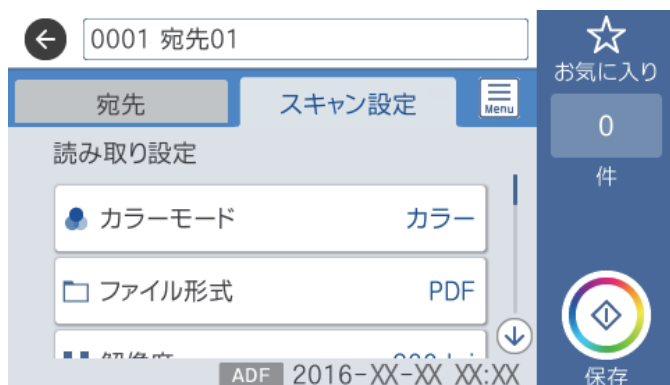 0001 宛先01
お気に入り
宛先
スキャン設定
Menu
0
件
読み取り設定
カラーモード
カラー
ファイル形式
PDF
ADF 2016-XX-XX XX:XX
保存